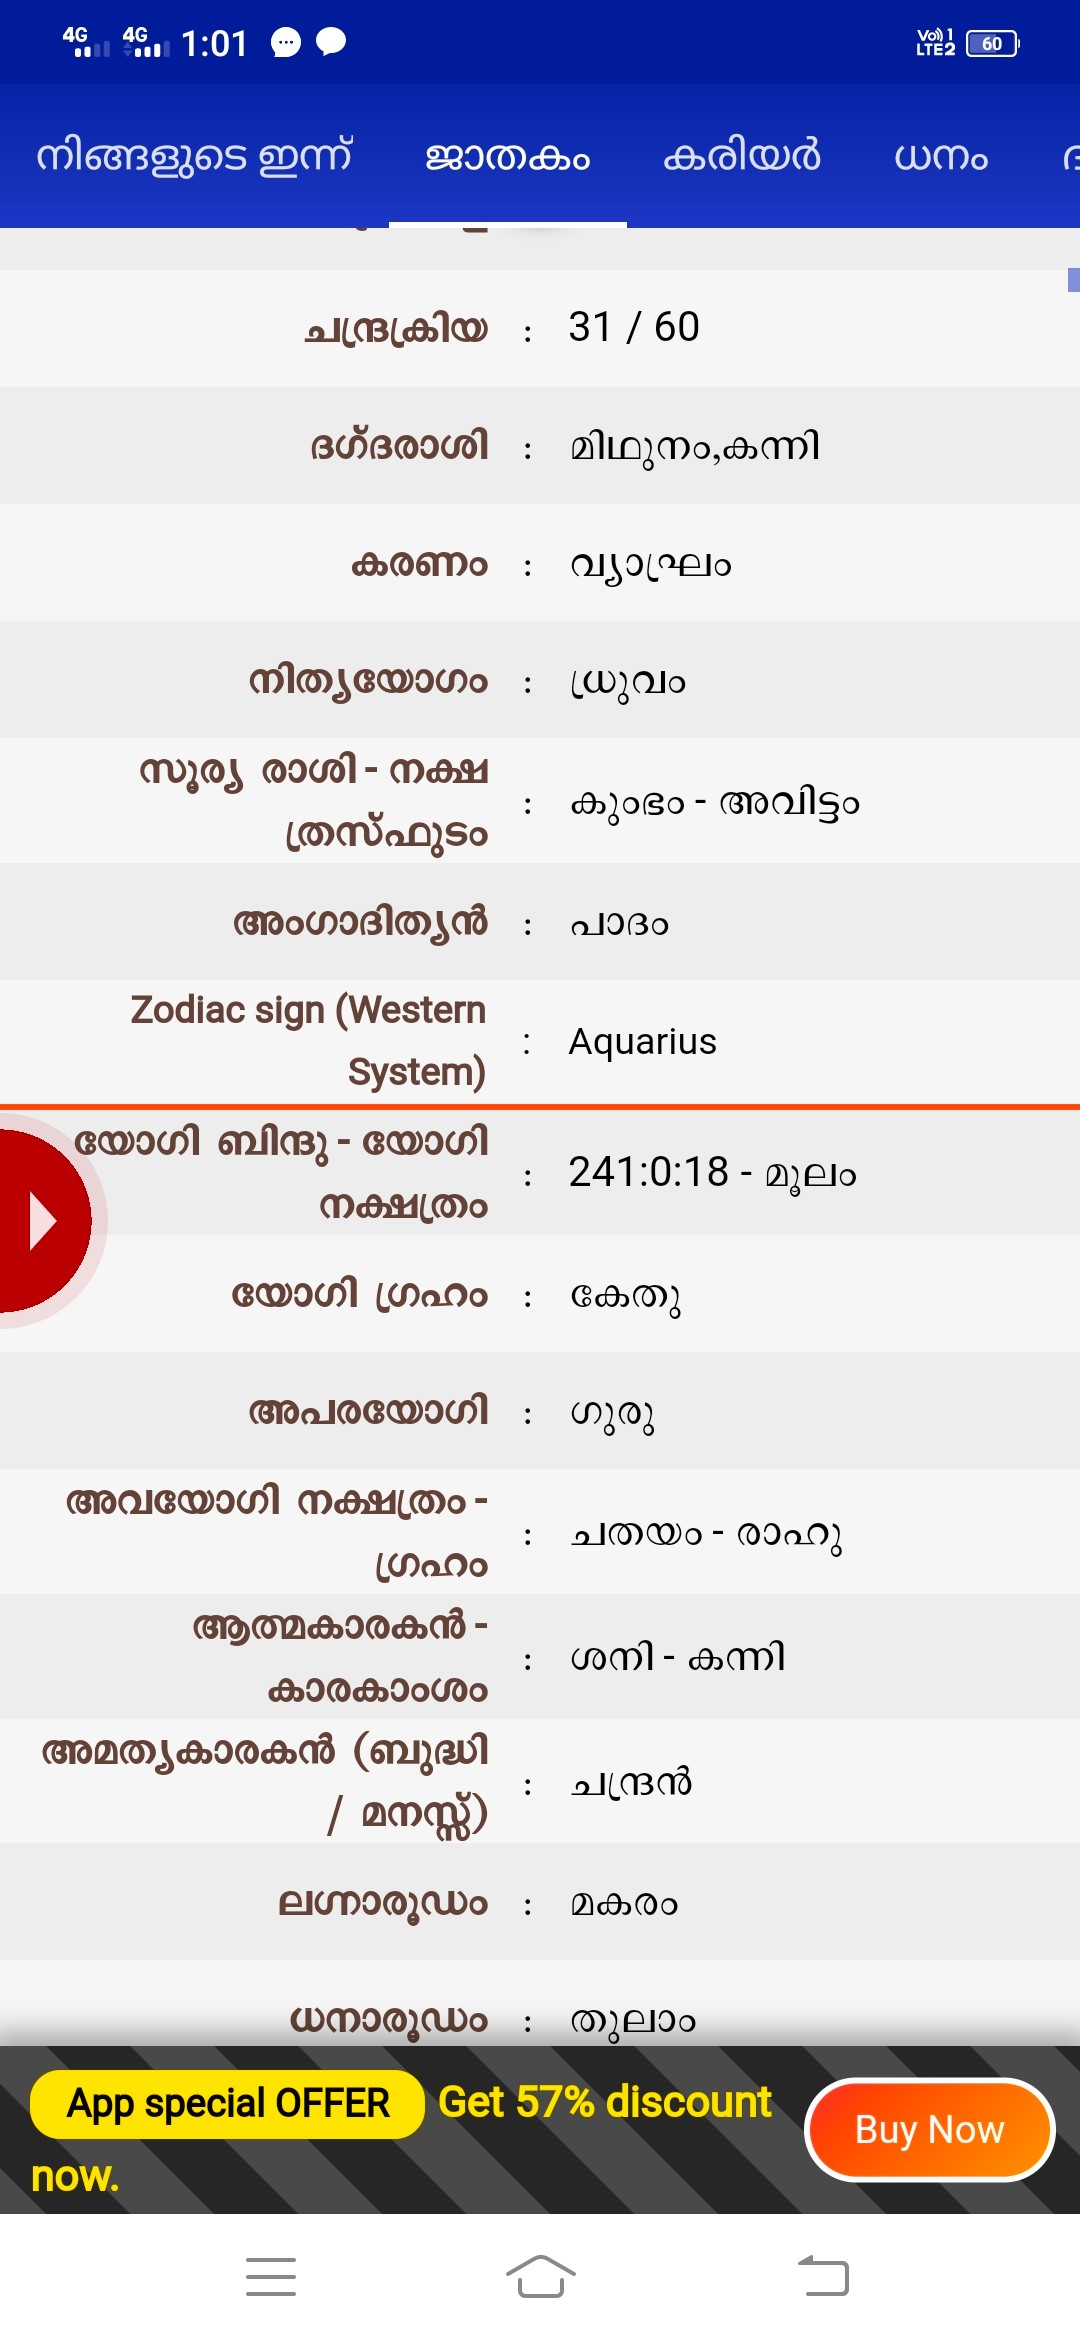 4G 4G 1:01 Vo)) 1 LTE2 60
നിങ്ങളുടെ ഇന്ന് ജാതകം കരിയർ ധനം
ചന്ദ്രക്രിയ : 31 / 60
ദഗ്ദരാശി : മിഥുനം,കന്നി
കരണം : വ്യാഘ്രം
നിത്യയോഗം : ധ്രുവം
സൂര്യ രാശി - നക്ഷ
ത്രസ്ഫുടം : കുംഭം - അവിട്ടം
അംഗാദിത്യൻ : പാദം
Zodiac sign (Western
System) : Aquarius
യോഗി ബിന്ദു - യോഗി
നക്ഷത്രം : 241:0:18 - മൂലം
യോഗി ഗ്രഹം : കേതു
അപരയോഗി : ഗുരു
അവയോഗി നക്ഷത്രം -
ഗ്രഹം : ചതയം - രാഹു
ആത്മകാരകൻ -
കാരകാംശം : ശനി - കന്നി
അമത്യകാരകൻ (ബുദ്ധി
/ മനസ്സ്) : ചന്ദ്രൻ
ലഗ്നാരൂഡം : മകരം
ധനാരൂഡം : തുലാം
App special OFFER Get 57% discount
now.
Buy Now